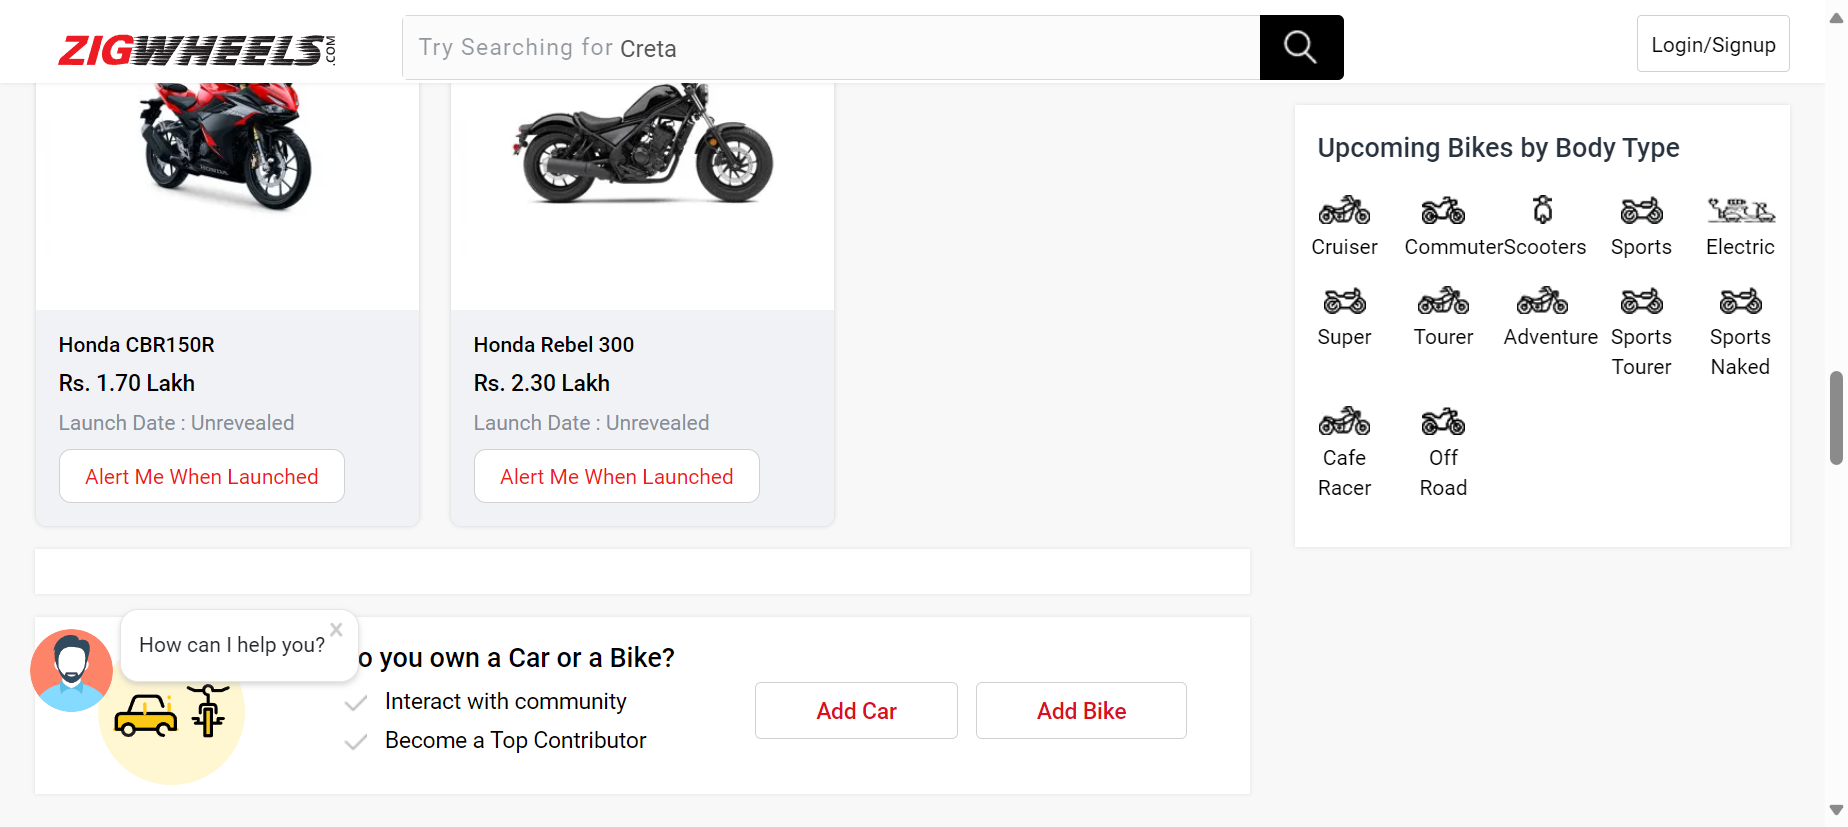 ZIGWHEELS.COM
Try Searching for Creta
Login/Signup
HONDA
Honda CBR150R
Rs. 1.70 Lakh
Launch Date : Unrevealed
Alert Me When Launched
Honda Rebel 300
Rs. 2.30 Lakh
Launch Date : Unrevealed
Alert Me When Launched
Upcoming Bikes by Body Type
Cruiser
Commuter
Scooters
Sports
Electric
Super
Tourer
Adventure
Sports
Tourer
Sports
Naked
Cafe
Racer
Off
Road
How can I help you?
o you own a Car or a Bike?
Interact with community
Become a Top Contributor
Add Car
Add Bike